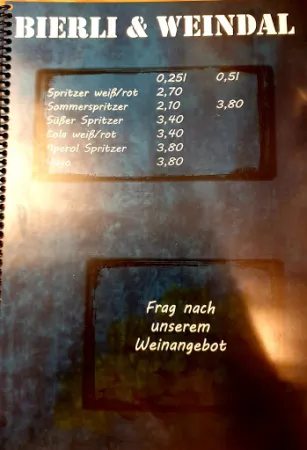 BIERLI & WEINDAL
0,25l 0,5l
Spritzer weiß/rot 2,70
Sommerspritzer 2,10 3,80
Süßer Spritzer 3,40
Cola weiß/rot 3,40
Aperol Spritzer 3,80
3,80
Frag nach
unserem
Weinangebot